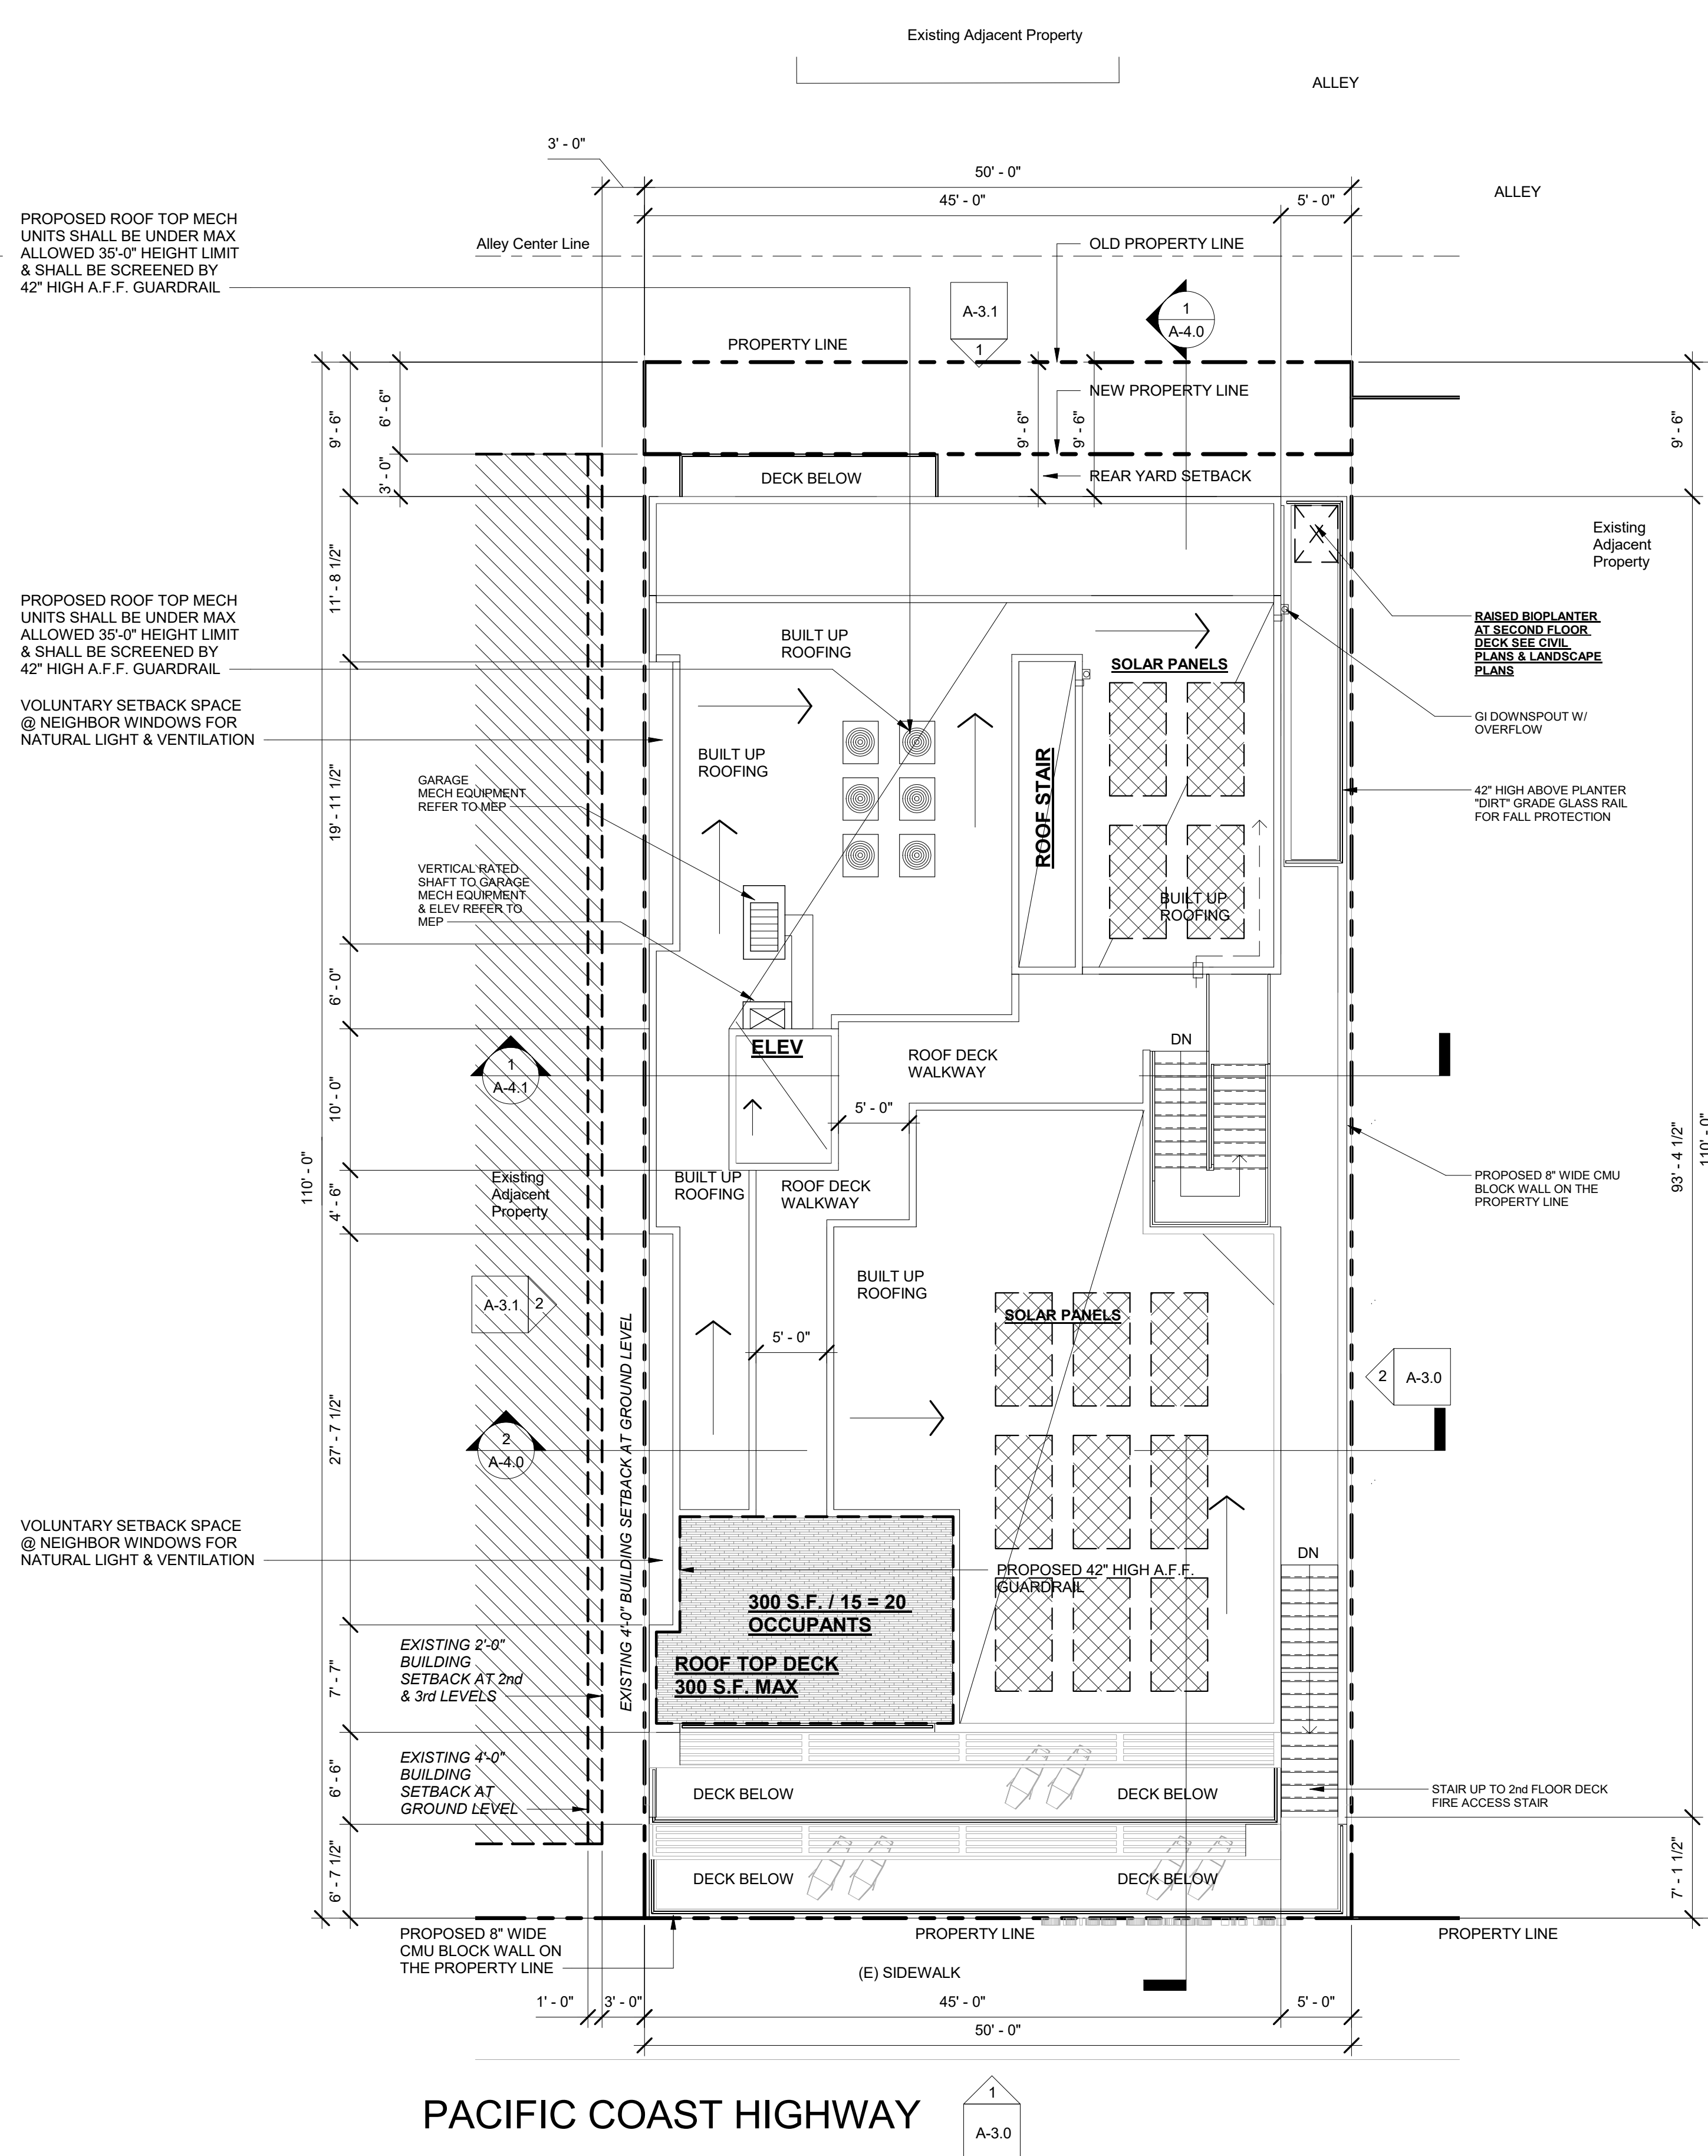 Existing Adjacent Property
ALLEY
3' - 0"
50' - 0"
45' - 0"
5' - 0"
ALLEY
PROPOSED ROOF TOP MECH
UNITS SHALL BE UNDER MAX
ALLOWED 35'-0" HEIGHT LIMIT
& SHALL BE SCREENED BY
42" HIGH A.F.F. GUARDRAIL
Alley Center Line
OLD PROPERTY LINE
A-3.1
1
1
A-4.0
PROPERTY LINE
NEW PROPERTY LINE
9' - 6"
6' - 6"
3' - 0"
9' - 6"
9' - 6"
9' - 6"
DECK BELOW
REAR YARD SETBACK
Existing
Adjacent
Property
11' - 8 1/2"
PROPOSED ROOF TOP MECH
UNITS SHALL BE UNDER MAX
ALLOWED 35'-0" HEIGHT LIMIT
& SHALL BE SCREENED BY
42" HIGH A.F.F. GUARDRAIL
BUILT UP
ROOFING
SOLAR PANELS
RAISED BIOPLANTER
AT SECOND FLOOR
DECK SEE CIVIL
PLANS & LANDSCAPE
PLANS
VOLUNTARY SETBACK SPACE
@ NEIGHBOR WINDOWS FOR
NATURAL LIGHT & VENTILATION
GI DOWNSPOUT W/
OVERFLOW
BUILT UP
ROOFING
ROOF STAIR
19' - 11 1/2"
GARAGE
MECH EQUIPMENT
REFER TO MEP
42" HIGH ABOVE PLANTER
"DIRT" GRADE GLASS RAIL
FOR FALL PROTECTION
VERTICAL RATED
SHAFT TO GARAGE
MECH EQUIPMENT
& ELEV REFER TO
MEP
BUILT UP
ROOFING
6' - 0"
ELEV
DN
ROOF DECK
WALKWAY
1
A-4.1
10' - 0"
5' - 0"
110' - 0"
93' - 4 1/2"
110' - 0"
Existing
Adjacent
Property
BUILT UP
ROOFING
ROOF DECK
WALKWAY
4' - 6"
PROPOSED 8" WIDE CMU
BLOCK WALL ON THE
PROPERTY LINE
BUILT UP
ROOFING
A-3.1
2
SOLAR PANELS
5' - 0"
2
A-3.0
27' - 7 1/2"
2
A-4.0
EXISTING 4'-0" BUILDING SETBACK AT GROUND LEVEL
VOLUNTARY SETBACK SPACE
@ NEIGHBOR WINDOWS FOR
NATURAL LIGHT & VENTILATION
DN
PROPOSED 42" HIGH A.F.F.
GUARDRAIL
300 S.F. / 15 = 20
OCCUPANTS
ROOF TOP DECK
300 S.F. MAX
EXISTING 2'-0"
BUILDING
SETBACK AT 2nd
& 3rd LEVELS
7' - 7"
EXISTING 4'-0"
BUILDING
SETBACK AT
GROUND LEVEL
6' - 6"
DECK BELOW
DECK BELOW
STAIR UP TO 2nd FLOOR DECK
FIRE ACCESS STAIR
6' - 7 1/2"
DECK BELOW
DECK BELOW
7' - 1 1/2"
PROPOSED 8" WIDE
CMU BLOCK WALL ON
THE PROPERTY LINE
PROPERTY LINE
PROPERTY LINE
(E) SIDEWALK
1' - 0"
3' - 0"
45' - 0"
5' - 0"
50' - 0"
PACIFIC COAST HIGHWAY
1
A-3.0